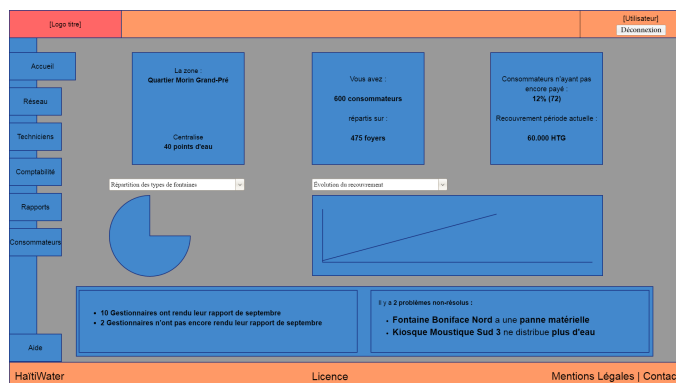 [Logo titre]
[Utilisateur]
Déconnexion
Accueil
Réseau
Techniciens
Comptabilité
Rapports
Consommateurs
Aide
La zone :
Quartier Morin Grand-Pré
Centralise
40 points d'eau
Vous avez :
600 consommateurs
répartis sur :
475 foyers
Consommateurs n'ayant pas
encore payé :
12% (72)
Recouvrement période actuelle :
60.000 HTG
Répartition des types de fontaines
Evolution du recouvrement
10 Gestionnaires ont rendu leur rapport de septembre
2 Gestionnaires n'ont pas encore rendu leur rapport de septembre
Il y a 2 problèmes non-résolus :
Fontaine Boniface Nord a une panne matérielle
Kiosque Moustique Sud 3 ne distribue plus d'eau
HaïtiWater
Licence
Mentions Légales | Contac